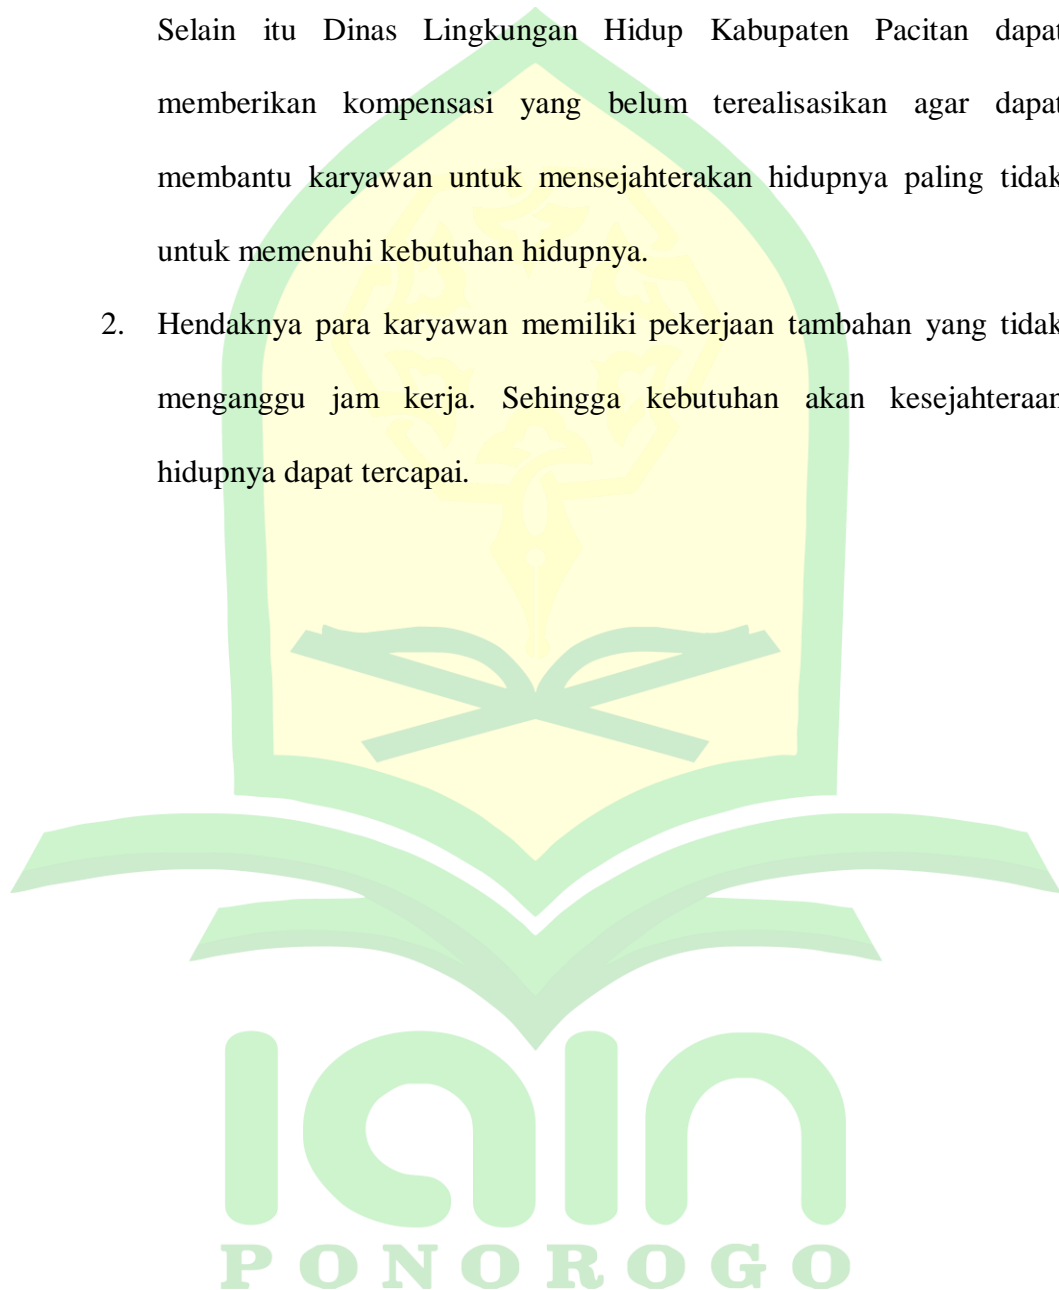 Selain itu Dinas Lingkungan Hidup Kabupaten Pacitan dapat
memberikan kompensasi yang belum terealisasikan agar dapat
membantu karyawan untuk mensejahterakan hidupnya paling tidak
untuk memenuhi kebutuhan hidupnya.
2. Hendaknya para karyawan memiliki pekerjaan tambahan yang tidak
menganggu jam kerja. Sehingga kebutuhan akan kesejahteraan
hidupnya dapat tercapai.
IAIN
PONOROGO